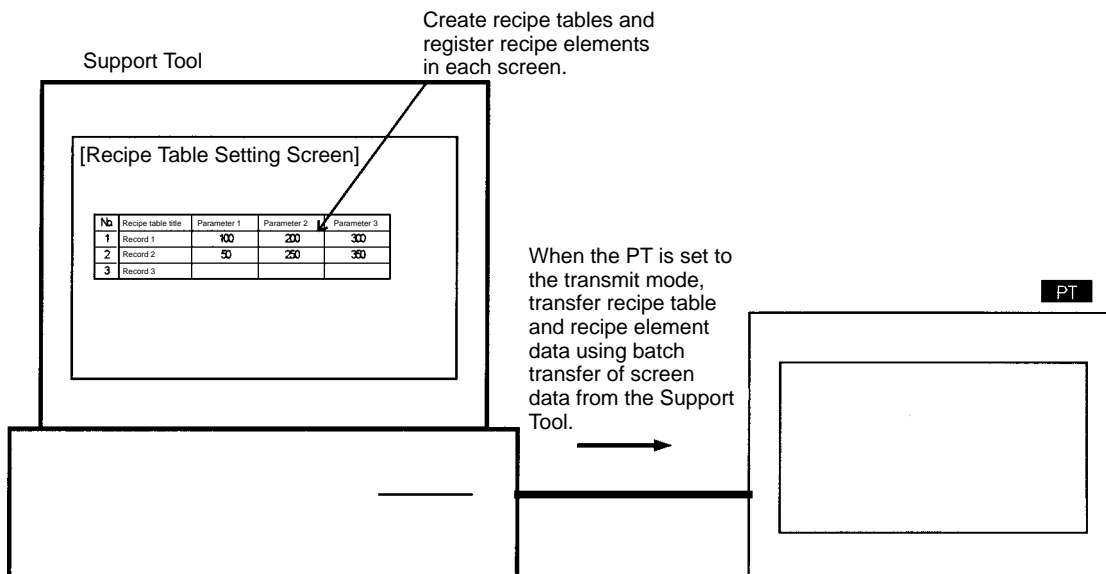 Create recipe tables and
register recipe elements
in each screen.
Support Tool
[Recipe Table Setting Screen]
No. Recipe table title Parameter 1 Parameter 2 Parameter 3
1 Record 1 100 200 300
2 Record 2 50 250 350
3 Record 3
When the PT is set to
the transmit mode,
transfer recipe table
and recipe element
data using batch
transfer of screen
data from the Support
Tool.
PT